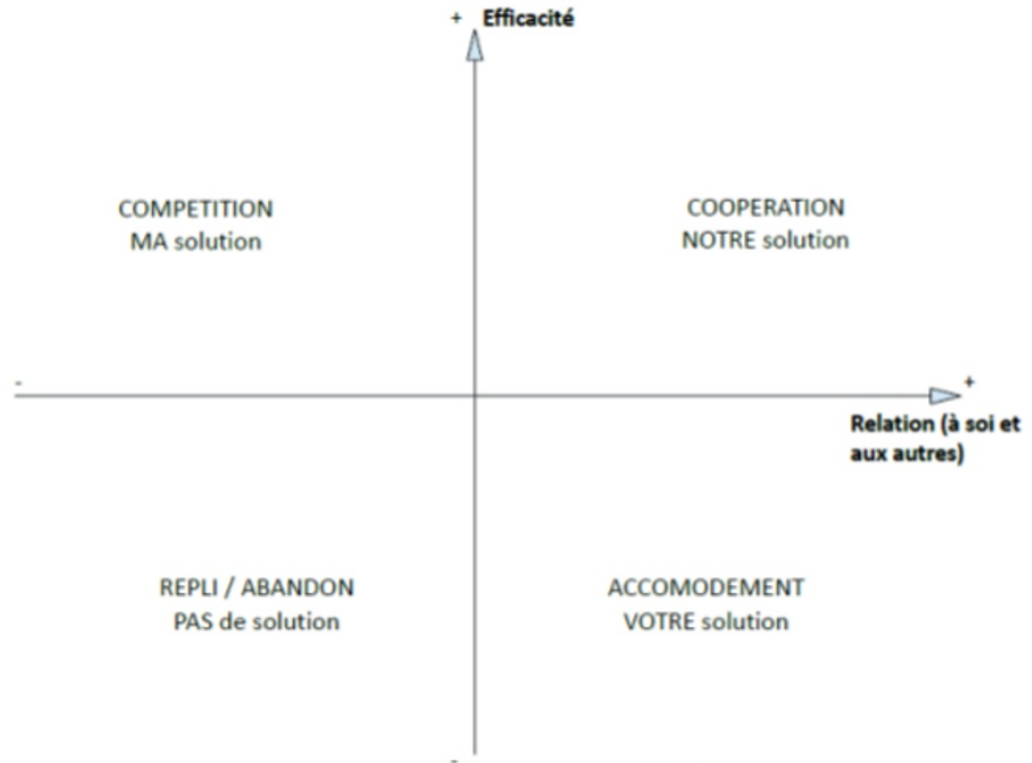 + Efficacité
COMPETITION
MA solution
COOPERATION
NOTRE solution
- +
Relation (à soi et
aux autres)
REPLI / ABANDON
PAS de solution
ACCOMODEMENT
VOTRE solution
-